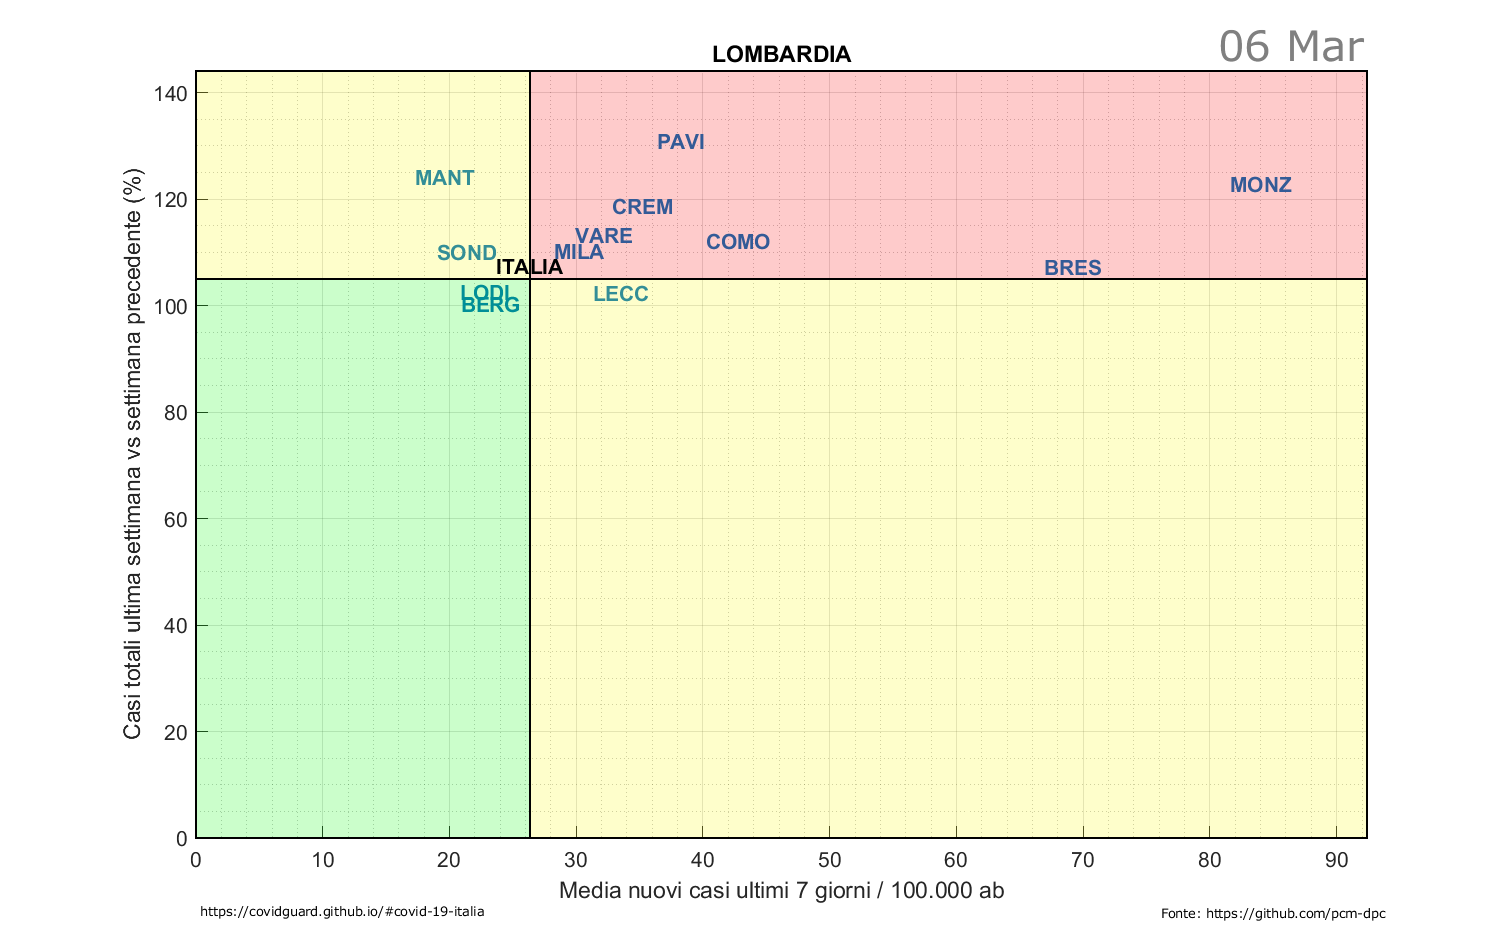 06 Mar
LOMBARDIA
Casi totali ultima settimana vs settimana precedente (%)
140
120
100
80
60
40
20
0
PAVI
MANT
MONZ
CREM
VARE
COMO
MILA
SOND
ITALIA
BRES
LODI
LECC
BERG
0 10 20 30 40 50 60 70 80 90
Media nuovi casi ultimi 7 giorni / 100.000 ab
https://covidguard.github.io/#covid-19-italia
Fonte: https://github.com/pcm-dpc